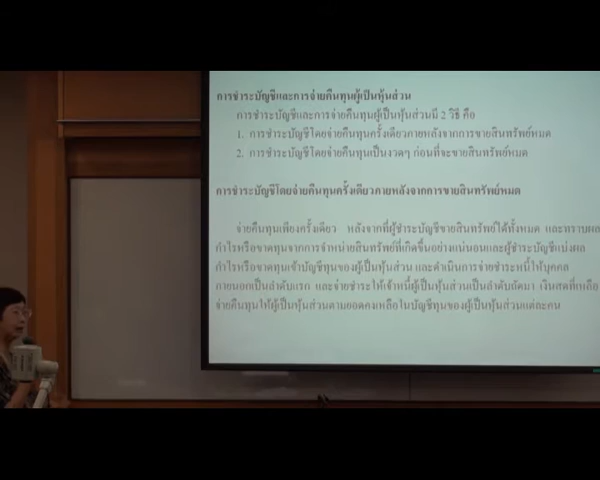 การชำระบัญชีและการจ่ายคืนทุนผู้เป็นหุ้นส่วน
การชำระบัญชีและการจ่ายคืนทุนผู้เป็นหุ้นส่วนมี 2 วิธี คือ
1. การชำระบัญชีโดยจ่ายคืนทุนครั้งเดียวภายหลังจากการขายสินทรัพย์หมด
2. การชำระบัญชีโดยจ่ายคืนทุนเป็นงวดๆ ก่อนที่จะขายสินทรัพย์หมด
การชำระบัญชีโดยจ่ายคืนทุนครั้งเดียวภายหลังจากการขายสินทรัพย์หมด
จ่ายคืนทุนเพียงครั้งเดียว หลังจากที่ผู้ชำระบัญชีขายสินทรัพย์ได้ทั้งหมด และทราบผล
กำไรหรือขาดทุนจากการจำหน่ายสินทรัพย์ที่เกิดขึ้นอย่างแน่นอนและผู้ชำระบัญชีแบ่งผล
กำไรหรือขาดทุนเข้าบัญชีทุนของผู้เป็นหุ้นส่วน และดำเนินการจ่ายชำระหนี้ให้บุคคล
ภายนอกเป็นลำดับแรก และจ่ายชำระให้เจ้าหนี้ผู้เป็นหุ้นส่วนเป็นลำดับถัดมา เงินสดที่เหลือ
จ่ายคืนทุนให้ผู้เป็นหุ้นส่วนตามยอดคงเหลือในบัญชีทุนของผู้เป็นหุ้นส่วนแต่ละคน